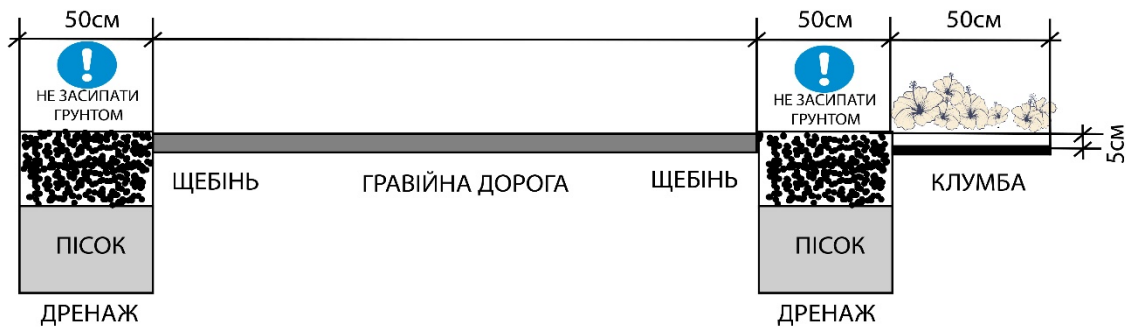 50см
50см
50см
НЕ ЗАСИПАТИ
ГРУНТОМ
НЕ ЗАСИПАТИ
ГРУНТОМ
5см
ЩЕБІНЬ
ГРАВІЙНА ДОРОГА
ЩЕБІНЬ
КЛУМБА
ПІСОК
ПІСОК
ДРЕНАЖ
ДРЕНАЖ